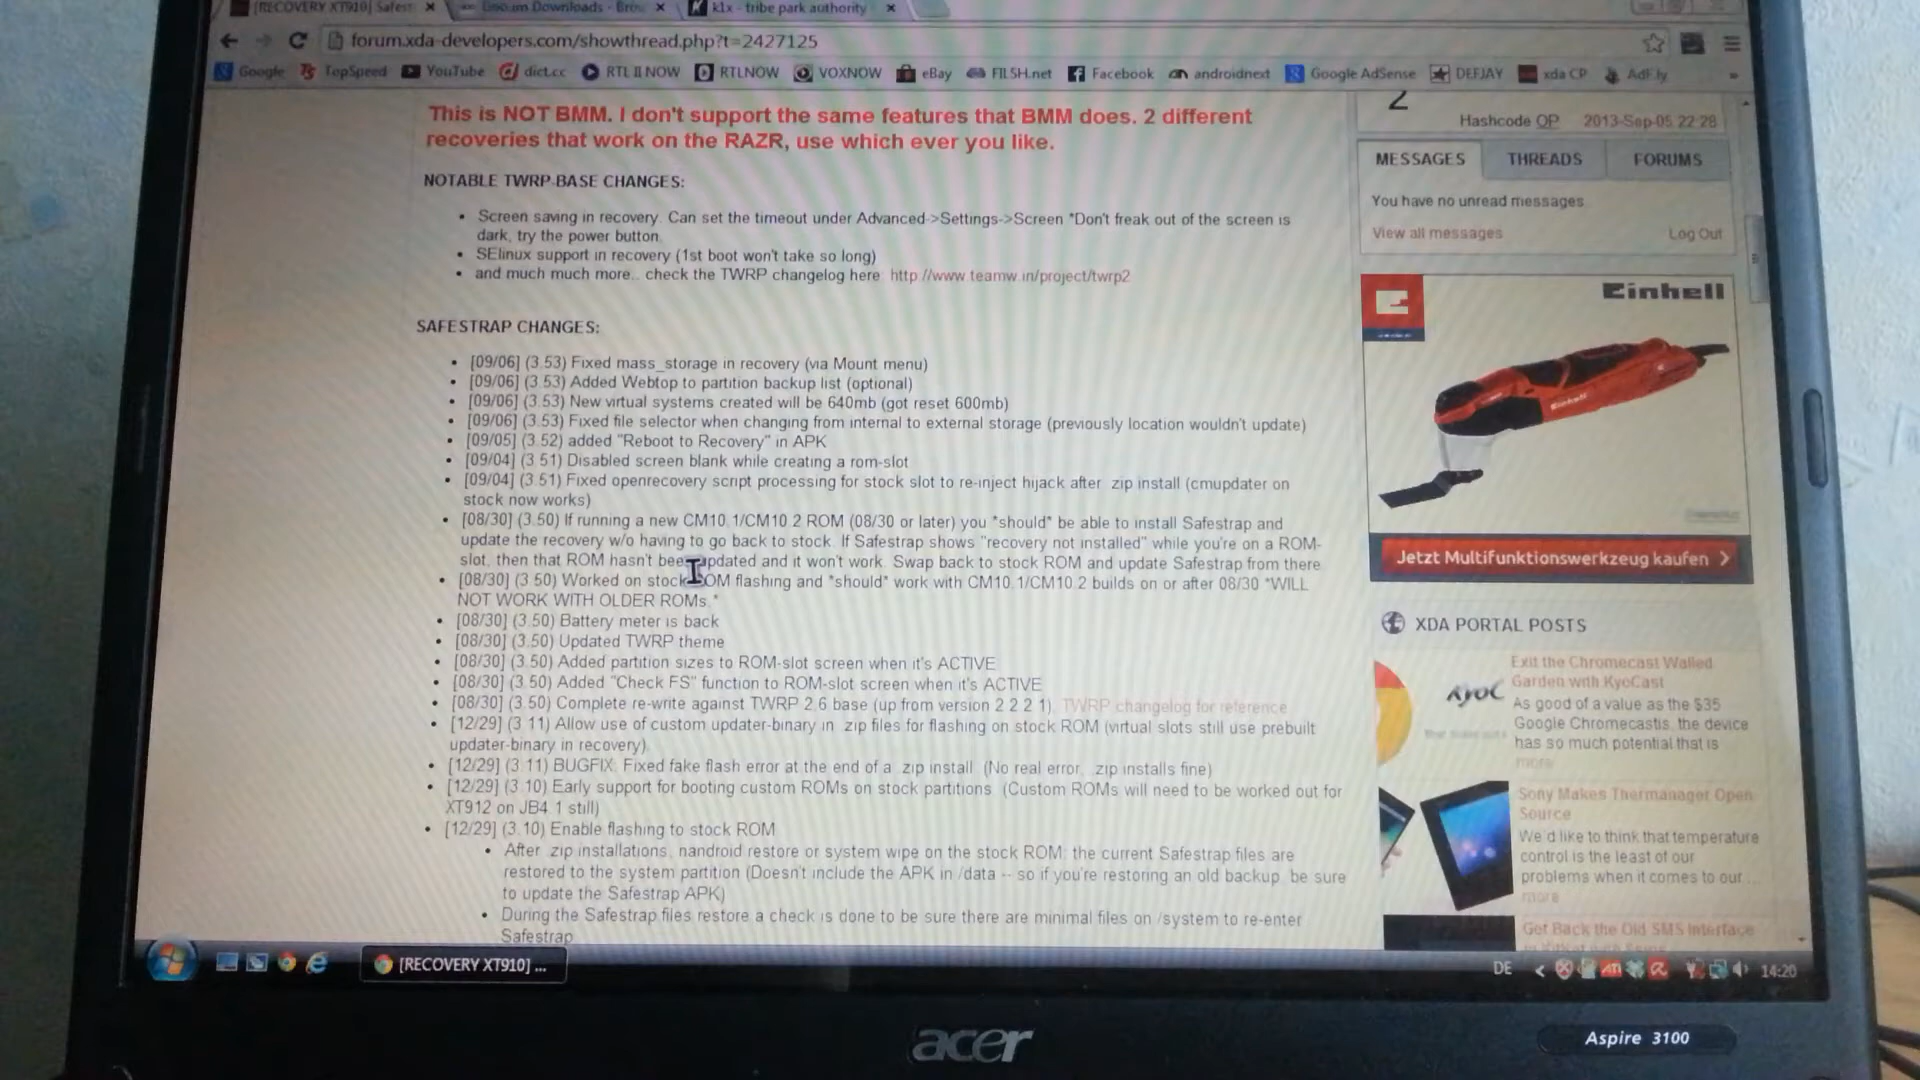 [RECOVERY XT910] Safest
Downloads - Brow
k1x - tribe park authority
forum.xda-developers.com/showthread.php?t=2427125
Google TopSpeed YouTube dict.cc RTL II NOW RTLNOW VOXNOW eBay FILSH.net Facebook androidnext Google AdSense DEEJAY xda CP AdF.ly »
This is NOT BMM. I don't support the same features that BMM does. 2 different
recoveries that work on the RAZR, use which ever you like.
NOTABLE TWRP BASE CHANGES:
• Screen saving in recovery. Can set the timeout under Advanced->Settings->Screen *Don't freak out of the screen is
dark, try the power button.
• SElinux support in recovery (1st boot won't take so long)
• and much much more.. check the TWRP changelog here: http://www.teamw.in/project/twrp2
SAFESTRAP CHANGES:
• [09/06] (3.53) Fixed mass_storage in recovery (via Mount menu)
• [09/06] (3.53) Added Webtop to partition backup list (optional)
• [09/06] (3.53) New virtual systems created will be 640mb (got reset 600mb)
• [09/06] (3.53) Fixed file selector when changing from internal to external storage (previously location wouldn't update)
• [09/05] (3.52) added "Reboot to Recovery" in APK
• [09/04] (3.51) Disabled screen blank while creating a rom-slot
• [09/04] (3.51) Fixed openrecovery script processing for stock slot to re-inject hijack after .zip install (cmupdater on
stock now works)
• [08/30] (3.50) If running a new CM10.1/CM10.2 ROM (08/30 or later) you *should* be able to install Safestrap and
update the recovery w/o having to go back to stock. If Safestrap shows "recovery not installed" while you're on a ROM-
slot, then that ROM hasn't been updated and it won't work. Swap back to stock ROM and update Safestrap from there
• [08/30] (3.50) Worked on stock ROM flashing and *should* work with CM10.1/CM10.2 builds on or after 08/30 *WILL
NOT WORK WITH OLDER ROMs.*
• [08/30] (3.50) Battery meter is back
• [08/30] (3.50) Updated TWRP theme
• [08/30] (3.50) Added partition sizes to ROM-slot screen when it's ACTIVE
• [08/30] (3.50) Added "Check FS" function to ROM-slot screen when it's ACTIVE
• [08/30] (3.50) Complete re-write against TWRP 2.6 base (up from version 2.2.2.1). TWRP changelog for reference
• [12/29] (3.11) Allow use of custom updater-binary in .zip files for flashing on stock ROM (virtual slots still use prebuilt
updater-binary in recovery)
• [12/29] (3.11) BUGFIX: Fixed fake flash error at the end of a .zip install. (No real error, .zip installs fine)
• [12/29] (3.10) Early support for booting custom ROMs on stock partitions. (Custom ROMs will need to be worked out for
XT912 on JB4.1 still)
• [12/29] (3.10) Enable flashing to stock ROM
• After .zip installations, nandroid restore or system wipe on the stock ROM: the current Safestrap files are
restored to the system partition (Doesn't include the APK in /data -- so if you're restoring an old backup, be sure
to update the Safestrap APK)
• During the Safestrap files restore a check is done to be sure there are minimal files on /system to re-enter
Safestrap
2
Hashcode OP 2013-Sep-05 22:28
MESSAGES THREADS FORUMS
You have no unread messages.
View all messages Log Out
Einhell
Einhell
Jetzt Multifunktionswerkzeug kaufen >
XDA PORTAL POSTS
KyOC
Exit the Chromecast Walled
Garden with KyoCast
As good of a value as the $35
Google Chromecastis, the device
has so much potential that is
more
Sony Makes Thermanager Open
Source
We'd like to think that temperature
control is the least of our
problems when it comes to our ...
more
Get Back the Old SMS Interface
[RECOVERY XT910] ...
DE < 14:20
acer
Aspire 3100